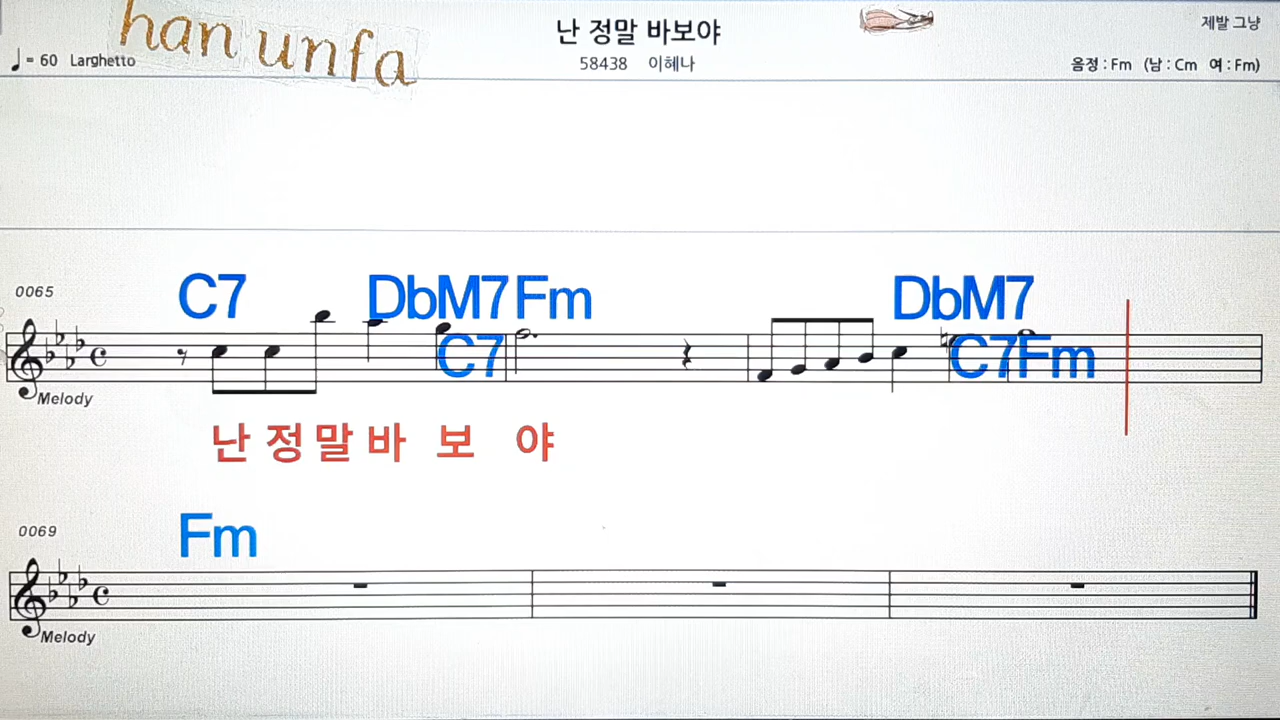 han unfa
난 정말 바보야
제발 그냥
♩= 60 Larghetto
58438 이혜나
음정 : Fm (남 : Cm 여 : Fm)
0065
C7 DbM7 Fm DbM7
C7 C7 Fm
Melody
난 정 말 바 보 야
0069
Fm
Melody